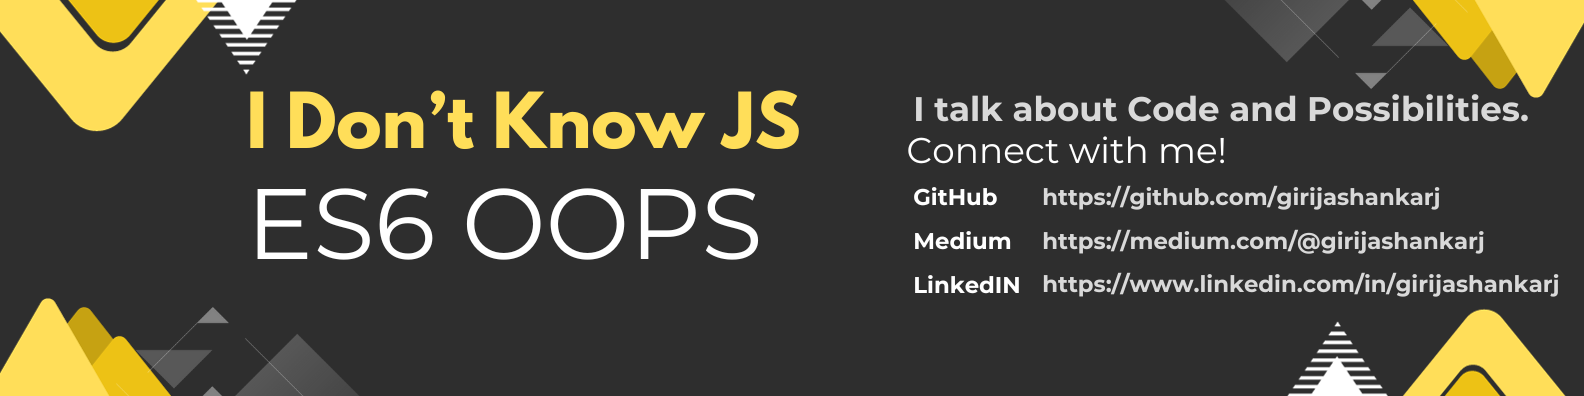 I Don’t Know JS
ES6 OOPS
I talk about Code and Possibilities.
Connect with me!
GitHub https://github.com/girijashankarj
Medium https://medium.com/@girijashankarj
LinkedIN https://www.linkedin.com/in/girijashankarj